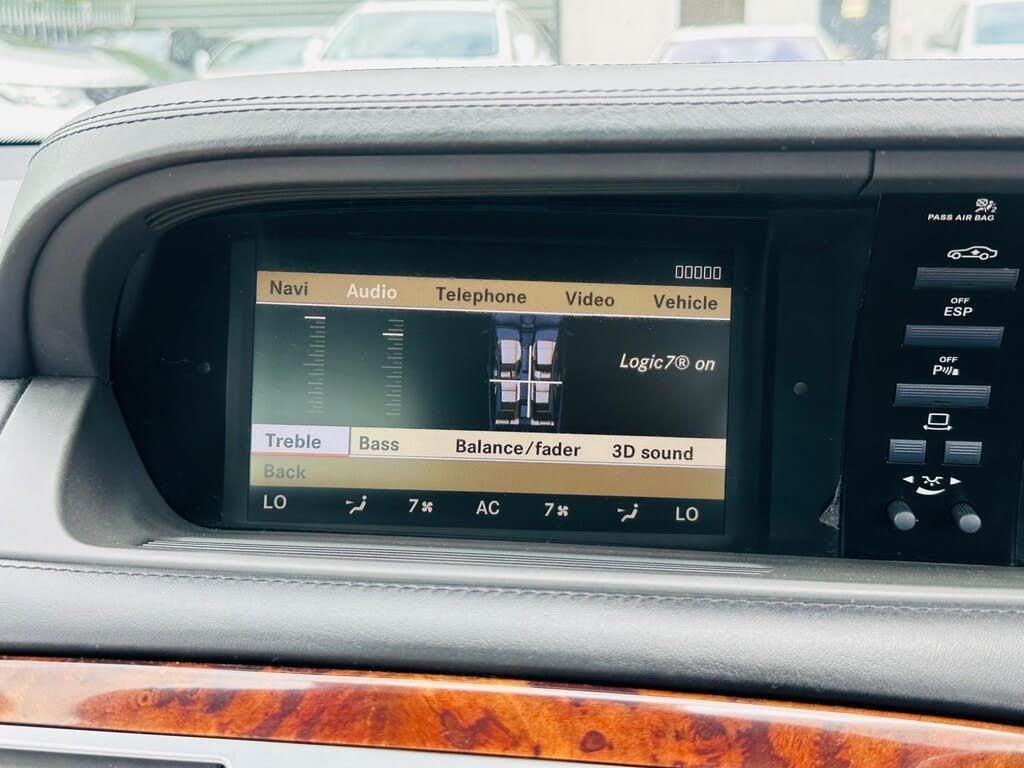 Navi Audio Telephone Video Vehicle
Logic7® on
Treble Bass Balance/fader 3D sound
Back
LO 7 AC 7 LO
PASS AIR BAG
OFF
ESP
OFF
P